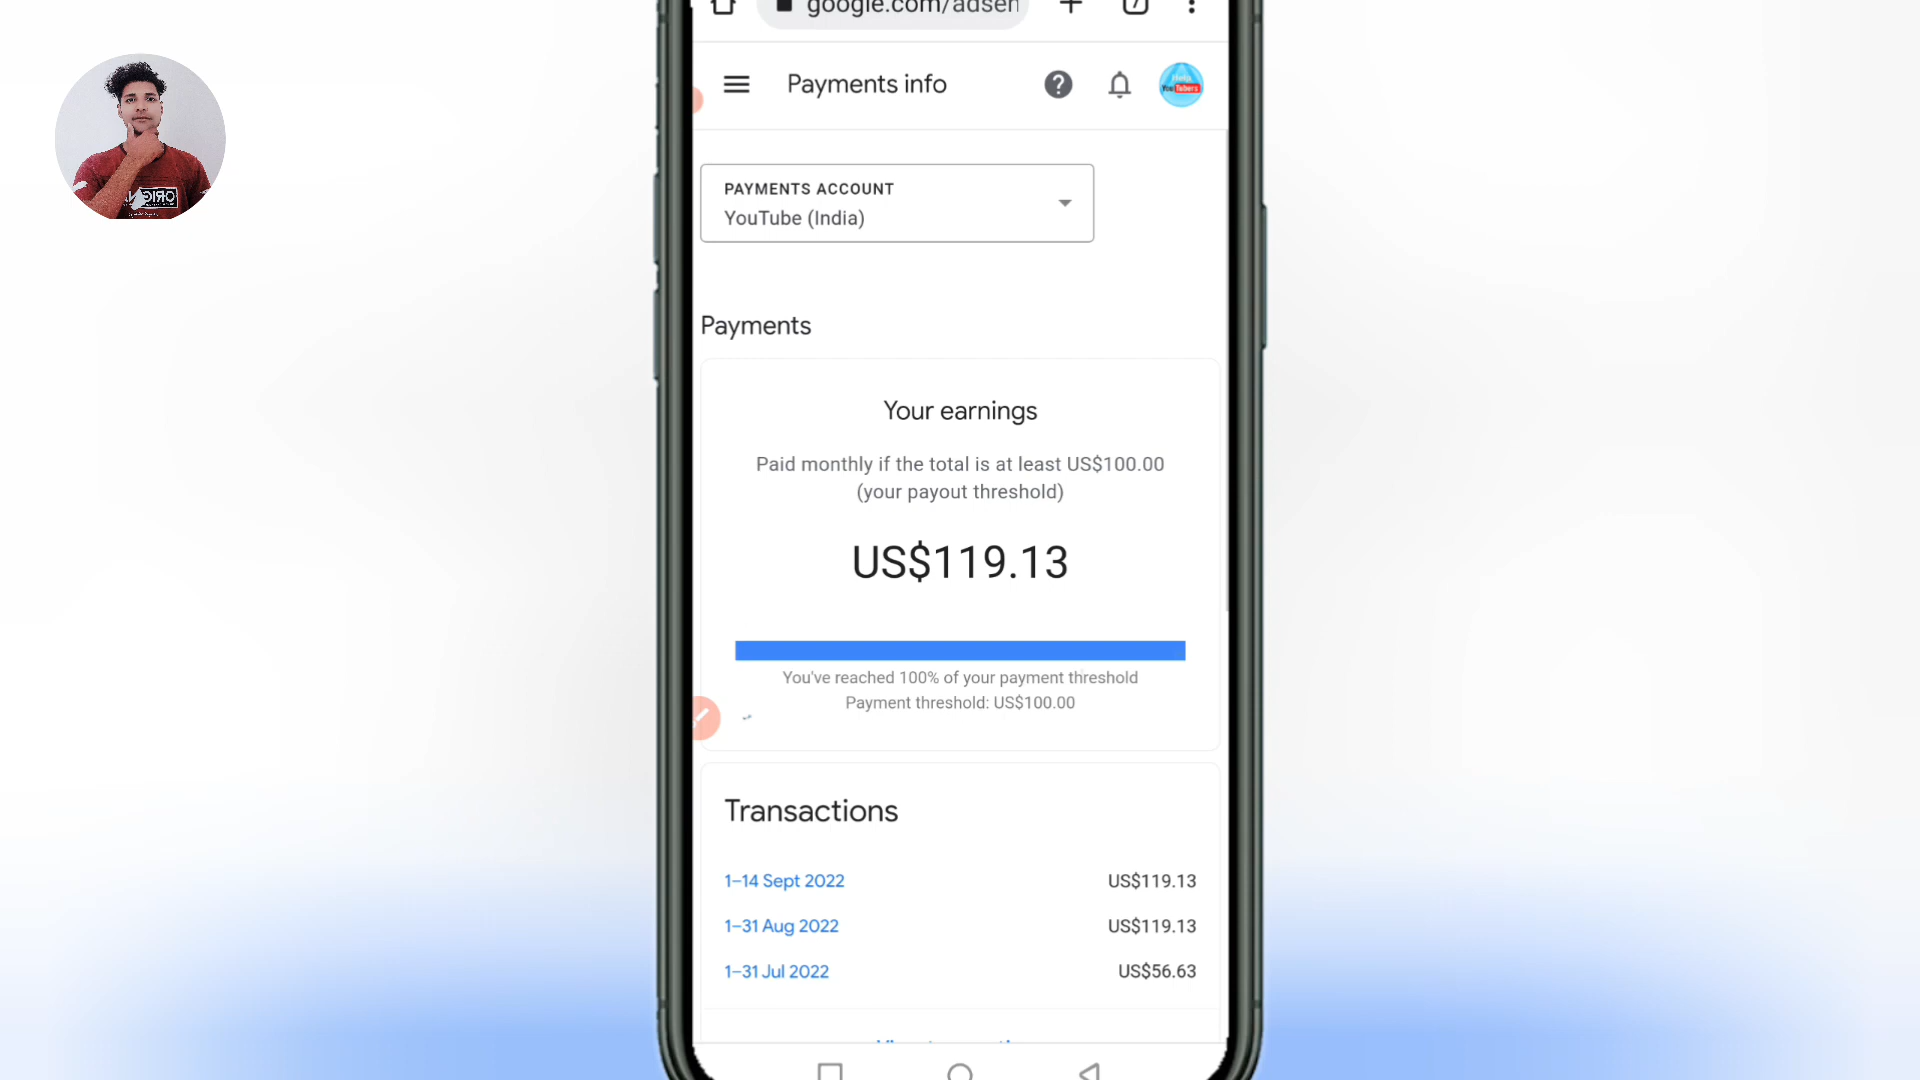 google.com/adsen
7
Payments info
Help
YouTubers
PAYMENTS ACCOUNT
YouTube (India)
Payments
Your earnings
Paid monthly if the total is at least US$100.00
(your payout threshold)
US$119.13
You've reached 100% of your payment threshold
Payment threshold: US$100.00
Transactions
1–14 Sept 2022 US$119.13
1–31 Aug 2022 US$119.13
1–31 Jul 2022 US$56.63